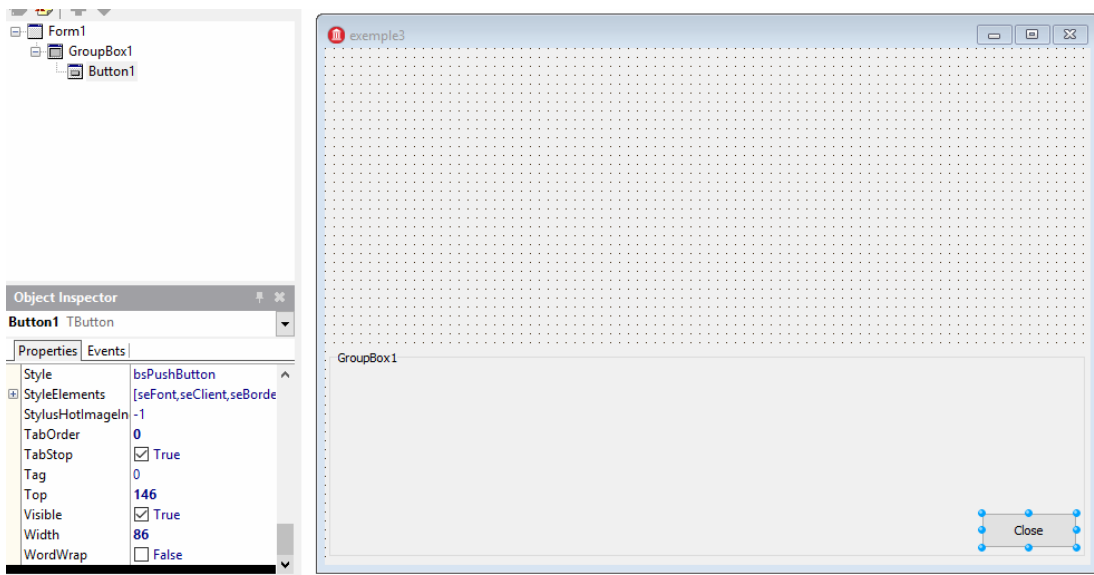 Form1
GroupBox1
Button1
Object Inspector
Button1 TButton
Properties Events
Style bsPushButton
StyleElements [seFont,seClient,seBorde
StylusHotImageIn -1
TabOrder 0
TabStop True
Tag 0
Top 146
Visible True
Width 86
WordWrap False
exemple3
GroupBox1
Close